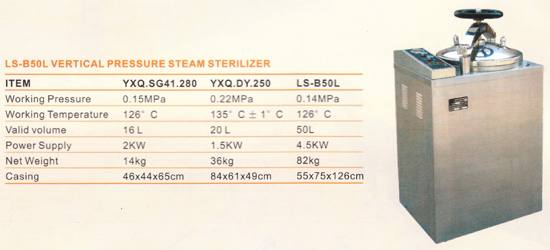 LS-B50L VERTICAL PRESSURE STEAM STERILIZER
ITEM YXQ.SG41.280 YXQ.DY.250 LS-B50L
Working Pressure 0.15MPa 0.22MPa 0.14MPa
Working Temperature 126° C 135° C ± 1° C 126° C
Valid volume 16 L 20 L 50L
Power Supply 2KW 1.5KW 4.5KW
Net Weight 14kg 36kg 82kg
Casing 46x44x65cm 84x61x49cm 55x75x126cm